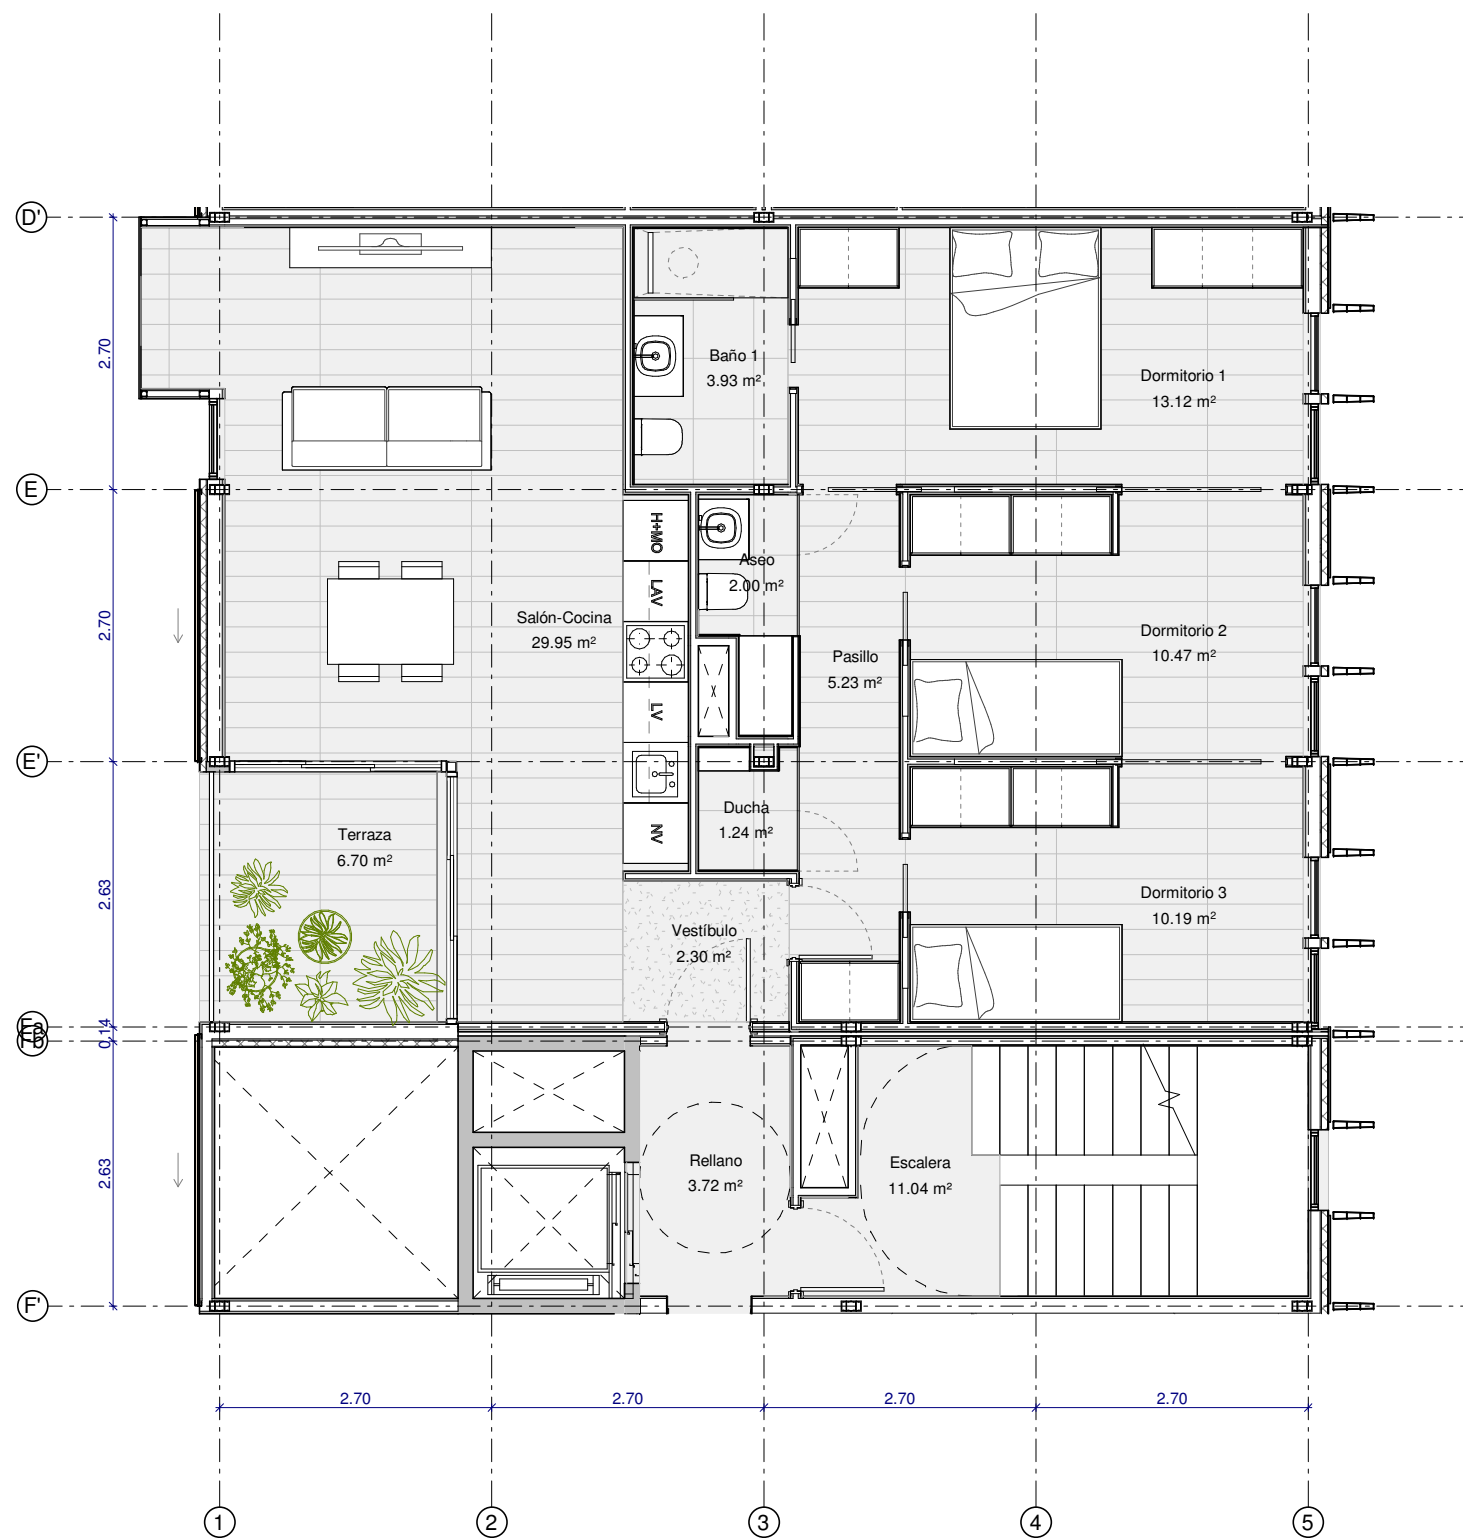 D'
2.70
Baño 1
3.93 m²
Dormitorio 1
13.12 m²
E
H+MO
Aseo
2.00 m²
LAV
Salón-Cocina
29.95 m²
2.70
Dormitorio 2
10.47 m²
Pasillo
5.23 m²
LV
E'
Ducha
1.24 m²
NV
Terraza
6.70 m²
2.63
Dormitorio 3
10.19 m²
Vestíbulo
2.30 m²
Fa
0.14
Fb
2.63
Rellano
3.72 m²
Escalera
11.04 m²
F'
2.70
2.70
2.70
2.70
1
2
3
4
5